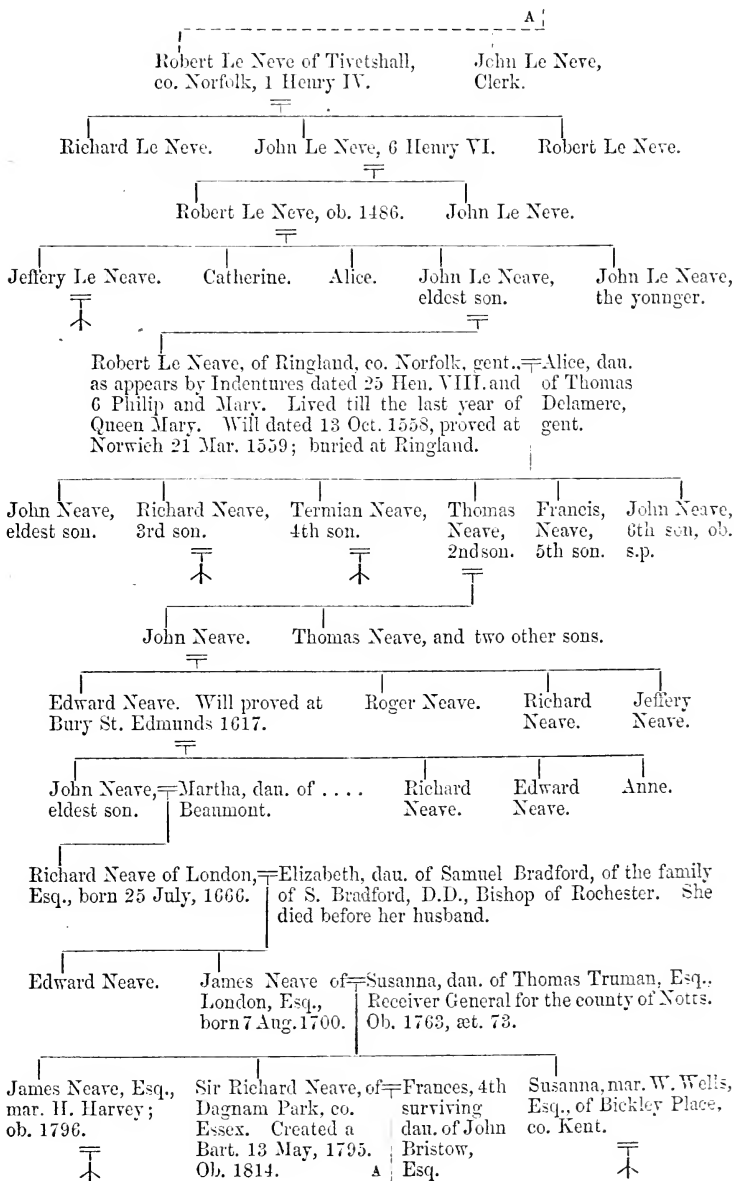 A
Robert Le Neve of Tivetshall,
co. Norfolk, 1 Henry IV.
John Le Neve,
Clerk.
Richard Le Neve.
John Le Neve, 6 Henry VI.
Robert Le Neve.
Robert Le Neve, ob. 1486.
John Le Neve.
Jeffery Le Neave.
Catherine.
Alice.
John Le Neave,
eldest son.
John Le Neave,
the younger.
Robert Le Neave, of Ringland, co. Norfolk, gent.,
as appears by Indentures dated 25 Hen. VIII. and
6 Philip and Mary. Lived till the last year of
Queen Mary. Will dated 13 Oct. 1558, proved at
Norwich 21 Mar. 1559; buried at Ringland.
Alice, dau.
of Thomas
Delamere,
gent.
John Neave,
eldest son.
Richard Neave,
3rd son.
Termian Neave,
4th son.
Thomas
Neave,
2nd son.
Francis,
Neave,
5th son.
John Neave,
6th son, ob.
s.p.
John Neave.
Thomas Neave, and two other sons.
Edward Neave. Will proved at
Bury St. Edmunds 1617.
Roger Neave.
Richard
Neave.
Jeffery
Neave.
John Neave,
eldest son.
Martha, dau. of . . . .
Beaumont.
Richard
Neave.
Edward
Neave.
Anne.
Richard Neave of London,
Esq., born 25 July, 1666.
Elizabeth, dau. of Samuel Bradford, of the family
of S. Bradford, D.D., Bishop of Rochester. She
died before her husband.
Edward Neave.
James Neave of
London, Esq.,
born 7 Aug. 1700.
Susanna, dau. of Thomas Truman, Esq.,
Receiver General for the county of Notts.
Ob. 1763, æt. 73.
James Neave, Esq.,
mar. H. Harvey;
ob. 1796.
Sir Richard Neave, of
Dagnam Park, co.
Essex. Created a
Bart. 13 May, 1795.
Ob. 1814.
A
Frances, 4th
surviving
dau. of John
Bristow,
Esq.
Susanna, mar. W. Wells,
Esq., of Bickley Place,
co. Kent.